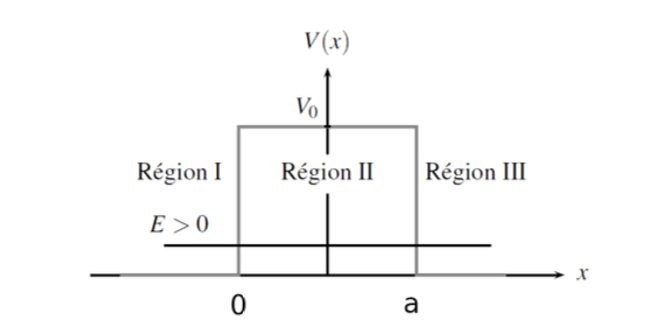 V(x)
V₀
Région I
Région II
Région III
E > 0
x
0
a